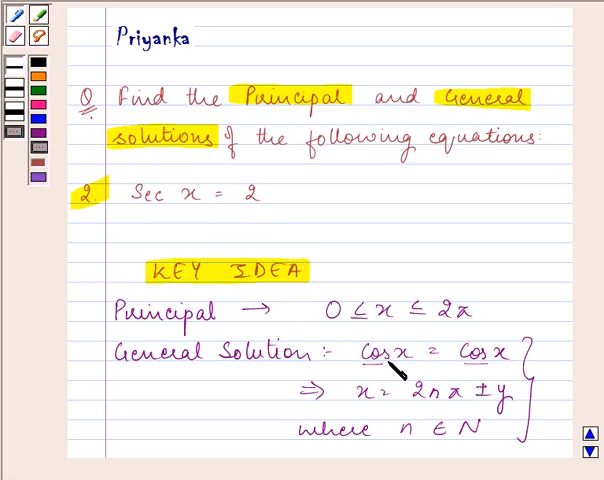 Priyanka
Q Find the Principal and General
solutions of the following equations:
2. Sec x = 2
KEY IDEA
Principal → 0 ≤ x ≤ 2π
General Solution :- Cos x = Cos x
⇒ x = 2nπ ± y
where n ∈ N